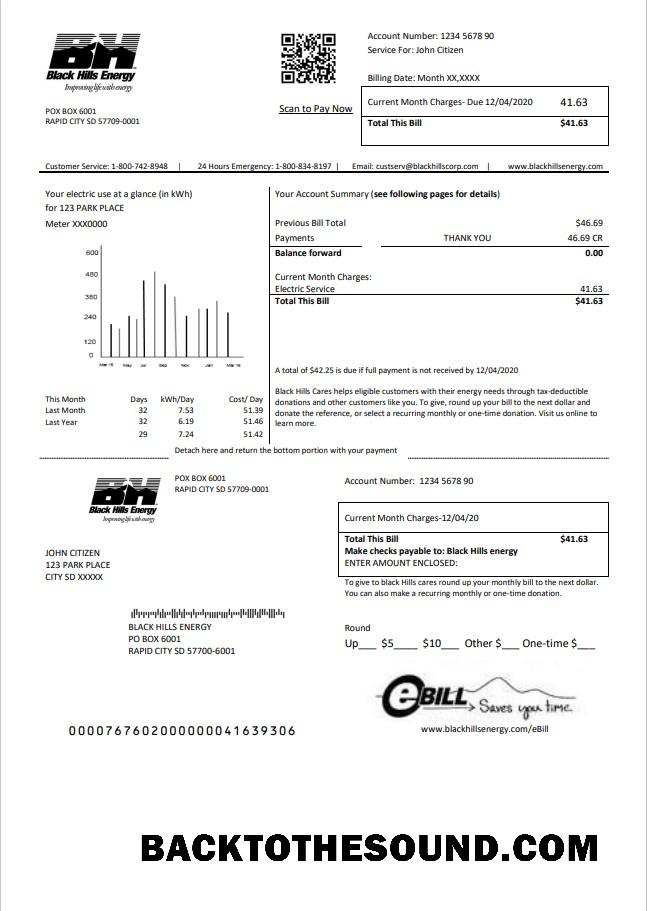 BH
Black Hills Energy
Improving life with energy
POX BOX 6001
RAPID CITY SD 57709-0001
Scan to Pay Now
Account Number: 1234 5678 90
Service For: John Citizen
Billing Date: Month XX,XXXX
Current Month Charges- Due 12/04/2020 41.63
Total This Bill $41.63
Customer Service: 1-800-742-8948 | 24 Hours Emergency: 1-800-834-8197 | Email: custserv@blackhillscorp.com | www.blackhillsenergy.com
Your electric use at a glance (in kWh)
for 123 PARK PLACE
Meter XXX0000
600
480
380
240
120
0
Mar 15 May Jul Sep Nov Jan Mar 16
This Month Days kWh/Day Cost/ Day
Last Month 32 7.53 51.39
Last Year 32 6.19 51.46
29 7.24 51.42
Your Account Summary (see following pages for details)
Previous Bill Total $46.69
Payments THANK YOU 46.69 CR
Balance forward 0.00
Current Month Charges:
Electric Service 41.63
Total This Bill $41.63
A total of $42.25 is due if full payment is not received by 12/04/2020
Black Hills Cares helps eligible customers with their energy needs through tax-deductible
donations and other customers like you. To give, round up your bill to the next dollar and
donate the reference, or select a recurring monthly or one-time donation. Visit us online to
learn more.
Detach here and return the bottom portion with your payment
BH
Black Hills Energy
Improving life with energy
POX BOX 6001
RAPID CITY SD 57709-0001
Account Number: 1234 5678 90
Current Month Charges-12/04/20
Total This Bill $41.63
Make checks payable to: Black Hills energy
ENTER AMOUNT ENCLOSED:
JOHN CITIZEN
123 PARK PLACE
CITY SD XXXXX
To give to black Hills cares round up your monthly bill to the next dollar.
You can also make a recurring monthly or one-time donation.
BLACK HILLS ENERGY
PO BOX 6001
RAPID CITY SD 57700-6001
Round
Up___ $5____ $10___ Other $___ One-time $___
eBILL Saves you time.
www.blackhillsenergy.com/eBill
0000767602000000041639306
BACKTOTHESOUND.COM